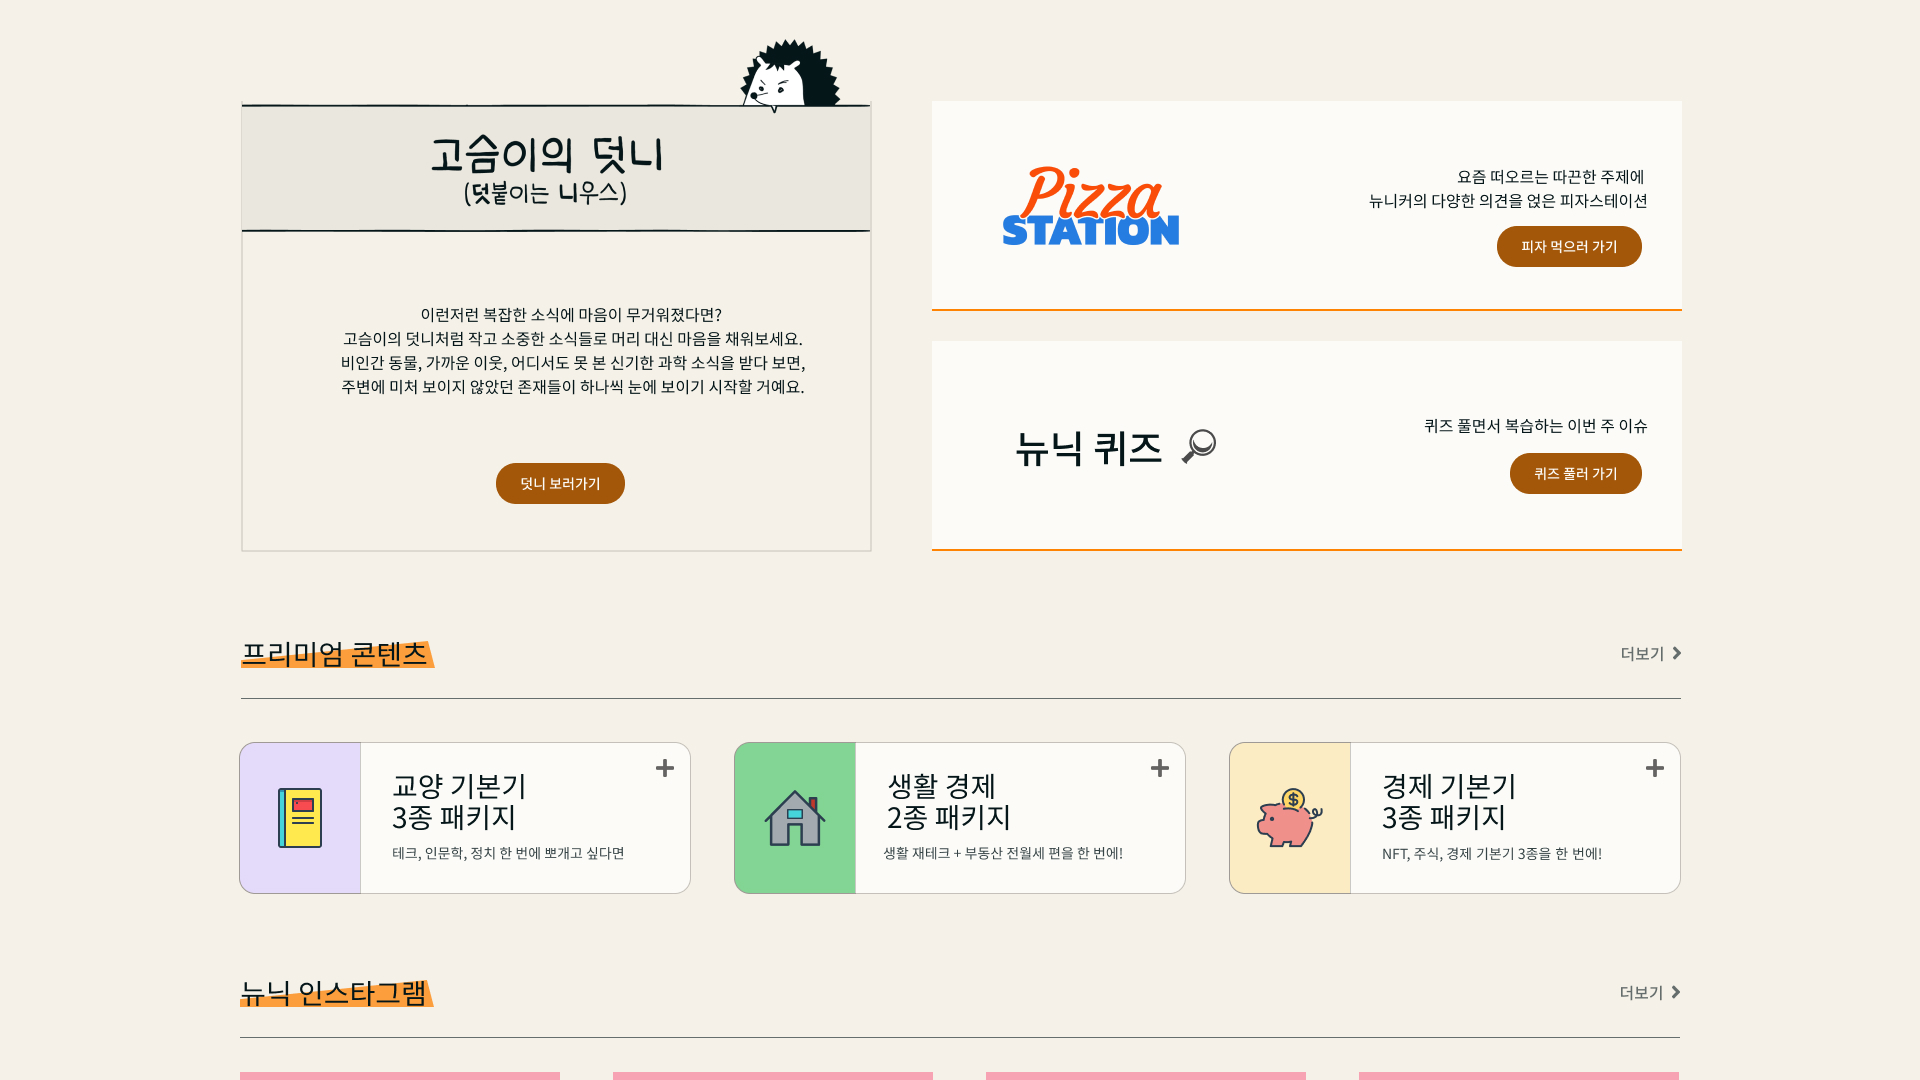 고슴이의 덧니
(덧붙이는 니우스)
이런저런 복잡한 소식에 마음이 무거워졌다면?
고슴이의 덧니처럼 작고 소중한 소식들로 머리 대신 마음을 채워보세요.
비인간 동물, 가까운 이웃, 어디서도 못 본 신기한 과학 소식을 받다 보면,
주변에 미처 보이지 않았던 존재들이 하나씩 눈에 보이기 시작할 거예요.
덧니 보러가기
Pizza
STATION
요즘 떠오르는 따끈한 주제에
뉴니커의 다양한 의견을 얹은 피자스테이션
피자 먹으러 가기
뉴닉 퀴즈
퀴즈 풀면서 복습하는 이번 주 이슈
퀴즈 풀러 가기
프리미엄 콘텐츠
더보기
교양 기본기
3종 패키지
테크, 인문학, 정치 한 번에 뽀개고 싶다면
생활 경제
2종 패키지
생활 재테크 + 부동산 전월세 편을 한 번에!
경제 기본기
3종 패키지
NFT, 주식, 경제 기본기 3종을 한 번에!
뉴닉 인스타그램
더보기